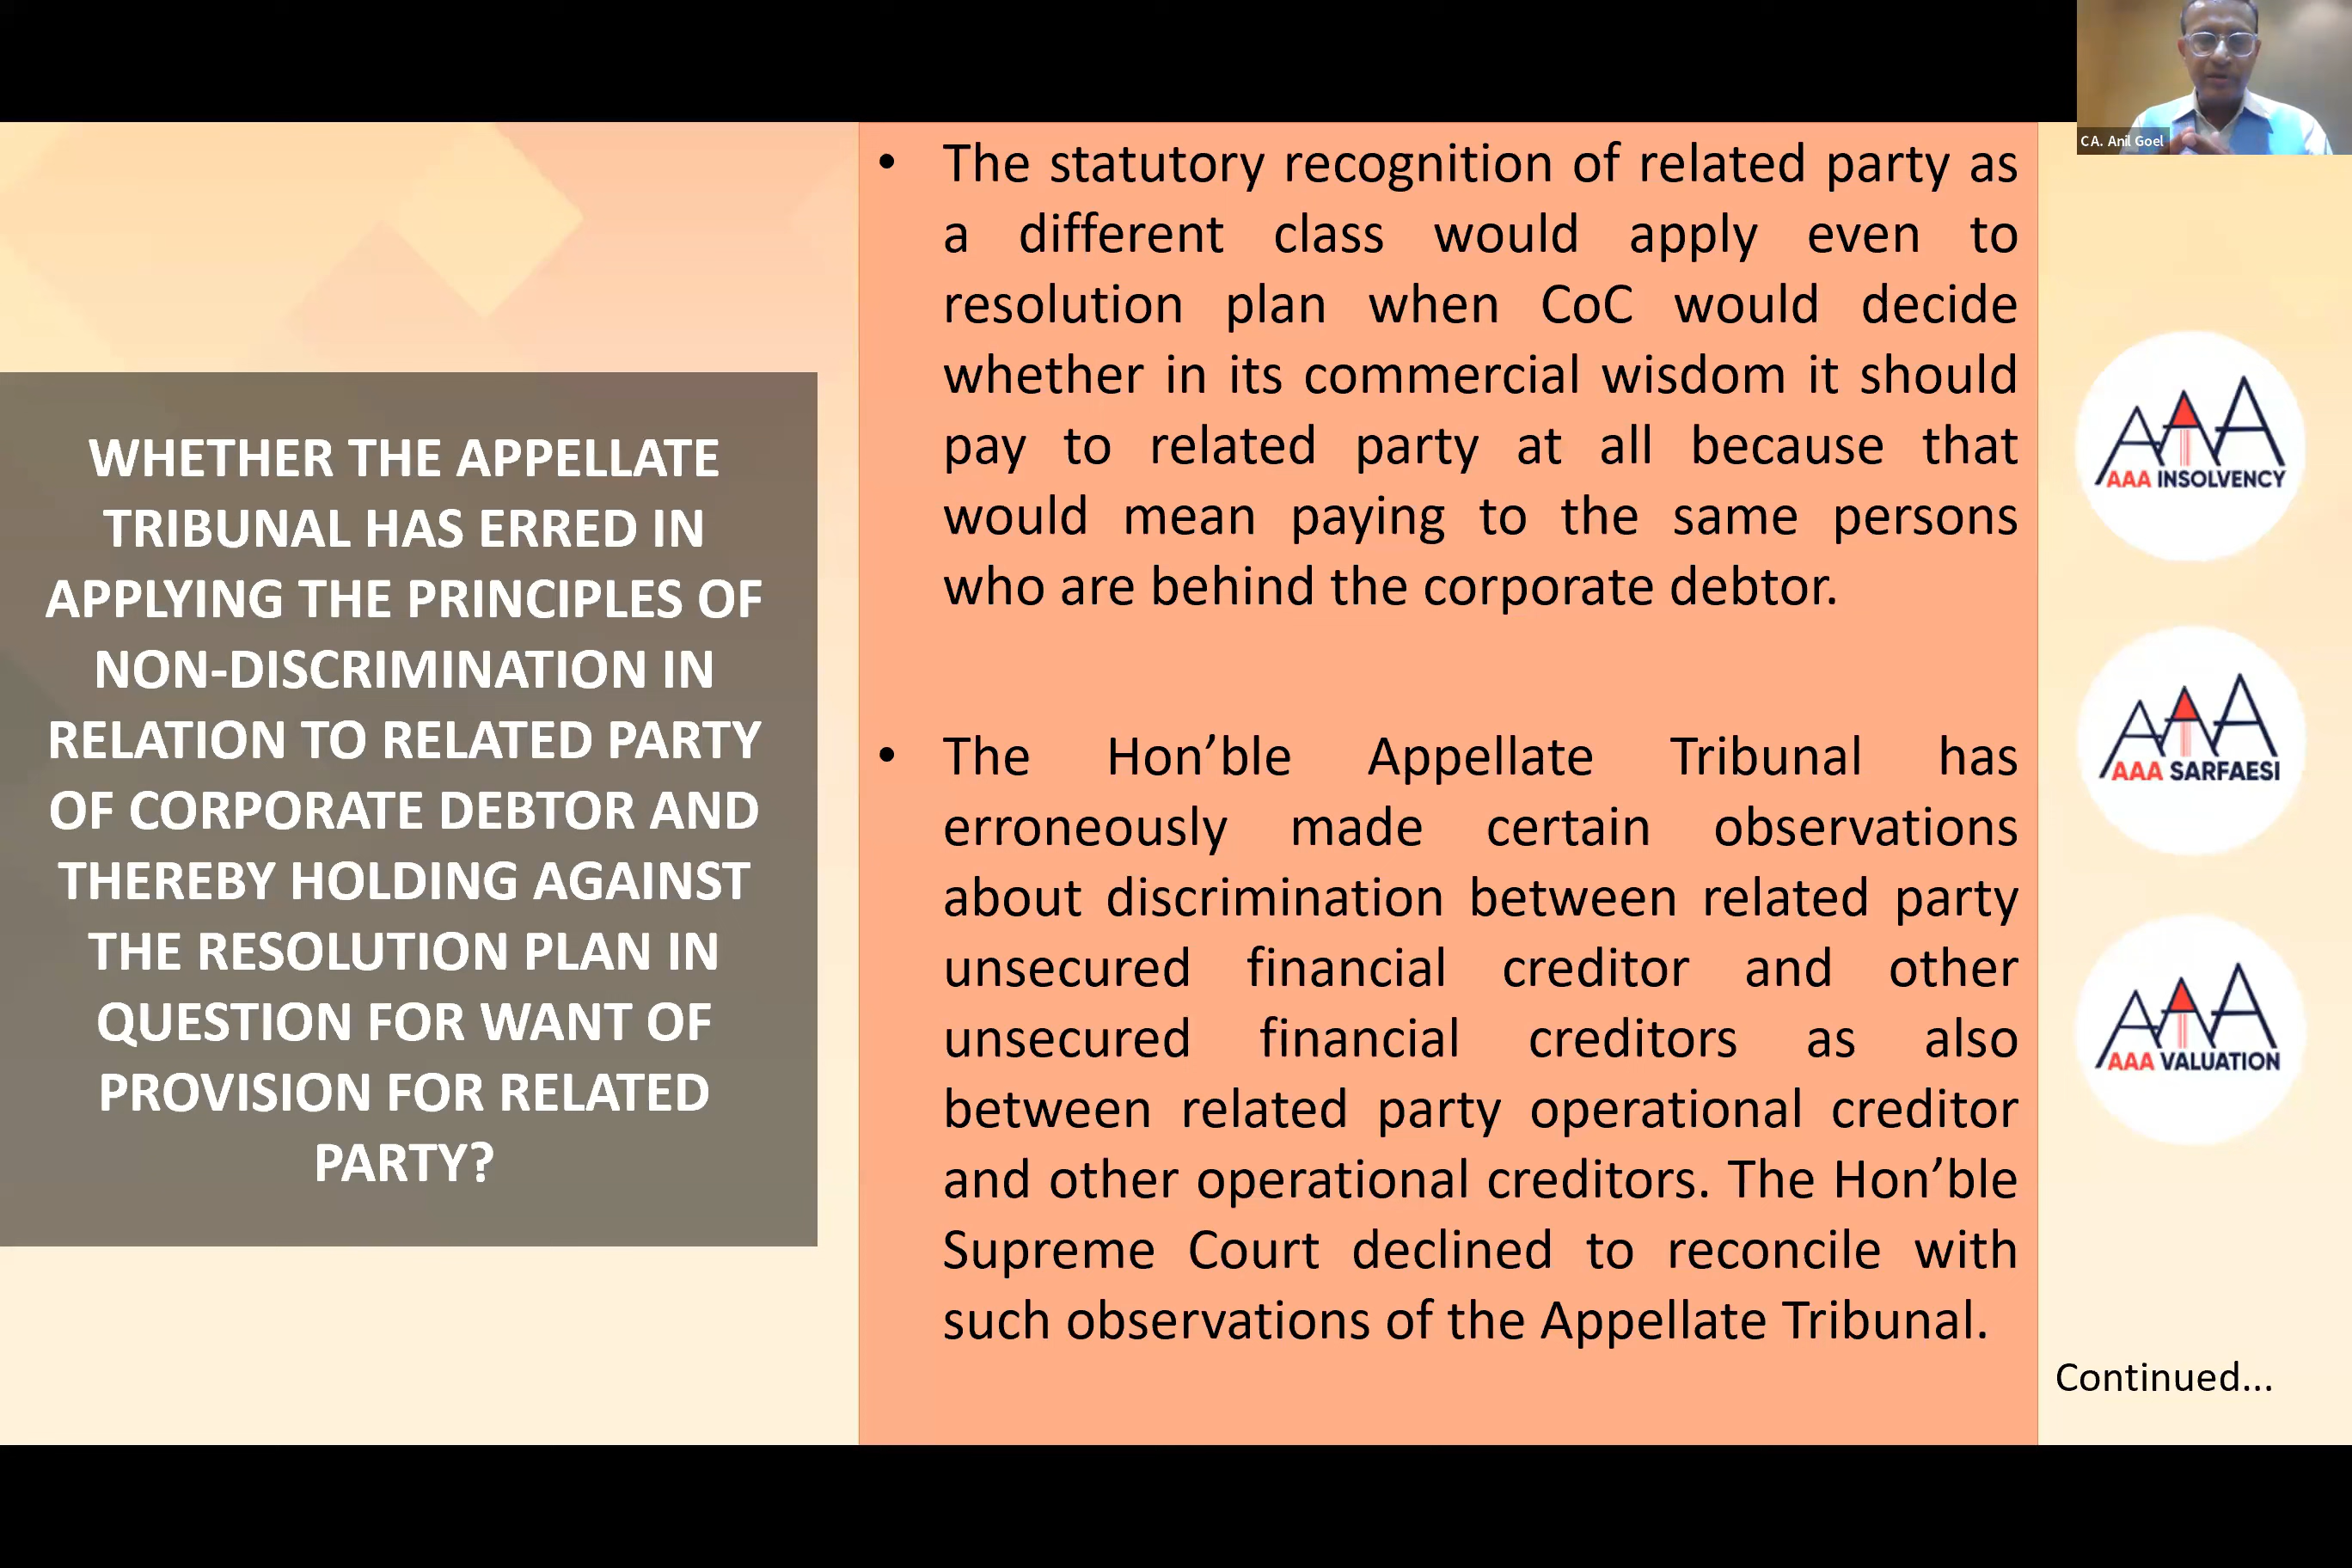 CA. Anil Goel
WHETHER THE APPELLATE
TRIBUNAL HAS ERRED IN
APPLYING THE PRINCIPLES OF
NON-DISCRIMINATION IN
RELATION TO RELATED PARTY
OF CORPORATE DEBTOR AND
THEREBY HOLDING AGAINST
THE RESOLUTION PLAN IN
QUESTION FOR WANT OF
PROVISION FOR RELATED
PARTY?
• The statutory recognition of related party as
a different class would apply even to
resolution plan when CoC would decide
whether in its commercial wisdom it should
pay to related party at all because that
would mean paying to the same persons
who are behind the corporate debtor.
• The Hon’ble Appellate Tribunal has
erroneously made certain observations
about discrimination between related party
unsecured financial creditor and other
unsecured financial creditors as also
between related party operational creditor
and other operational creditors. The Hon’ble
Supreme Court declined to reconcile with
such observations of the Appellate Tribunal.
AAA
AAA INSOLVENCY
AAA
AAA SARFAESI
AAA
AAA VALUATION
Continued...